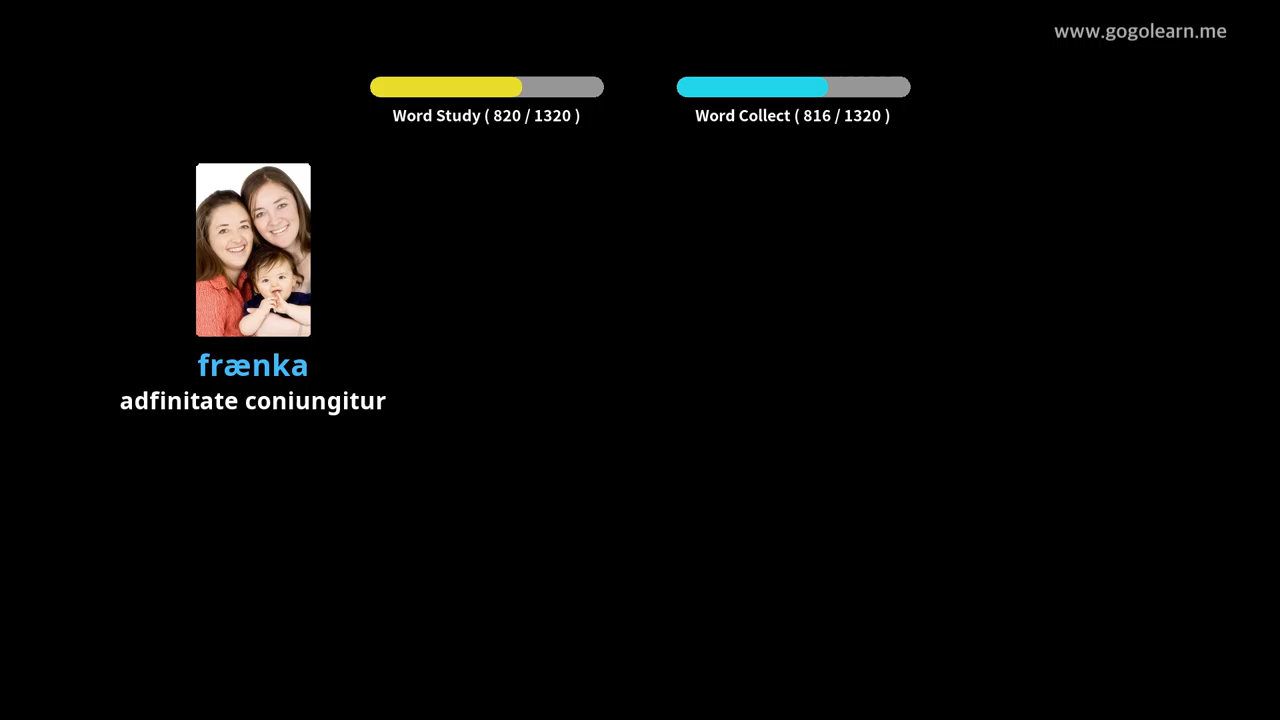 www.gogolearn.me
Word Study ( 820 / 1320 )
Word Collect ( 816 / 1320 )
frænka
adfinitate coniungitur